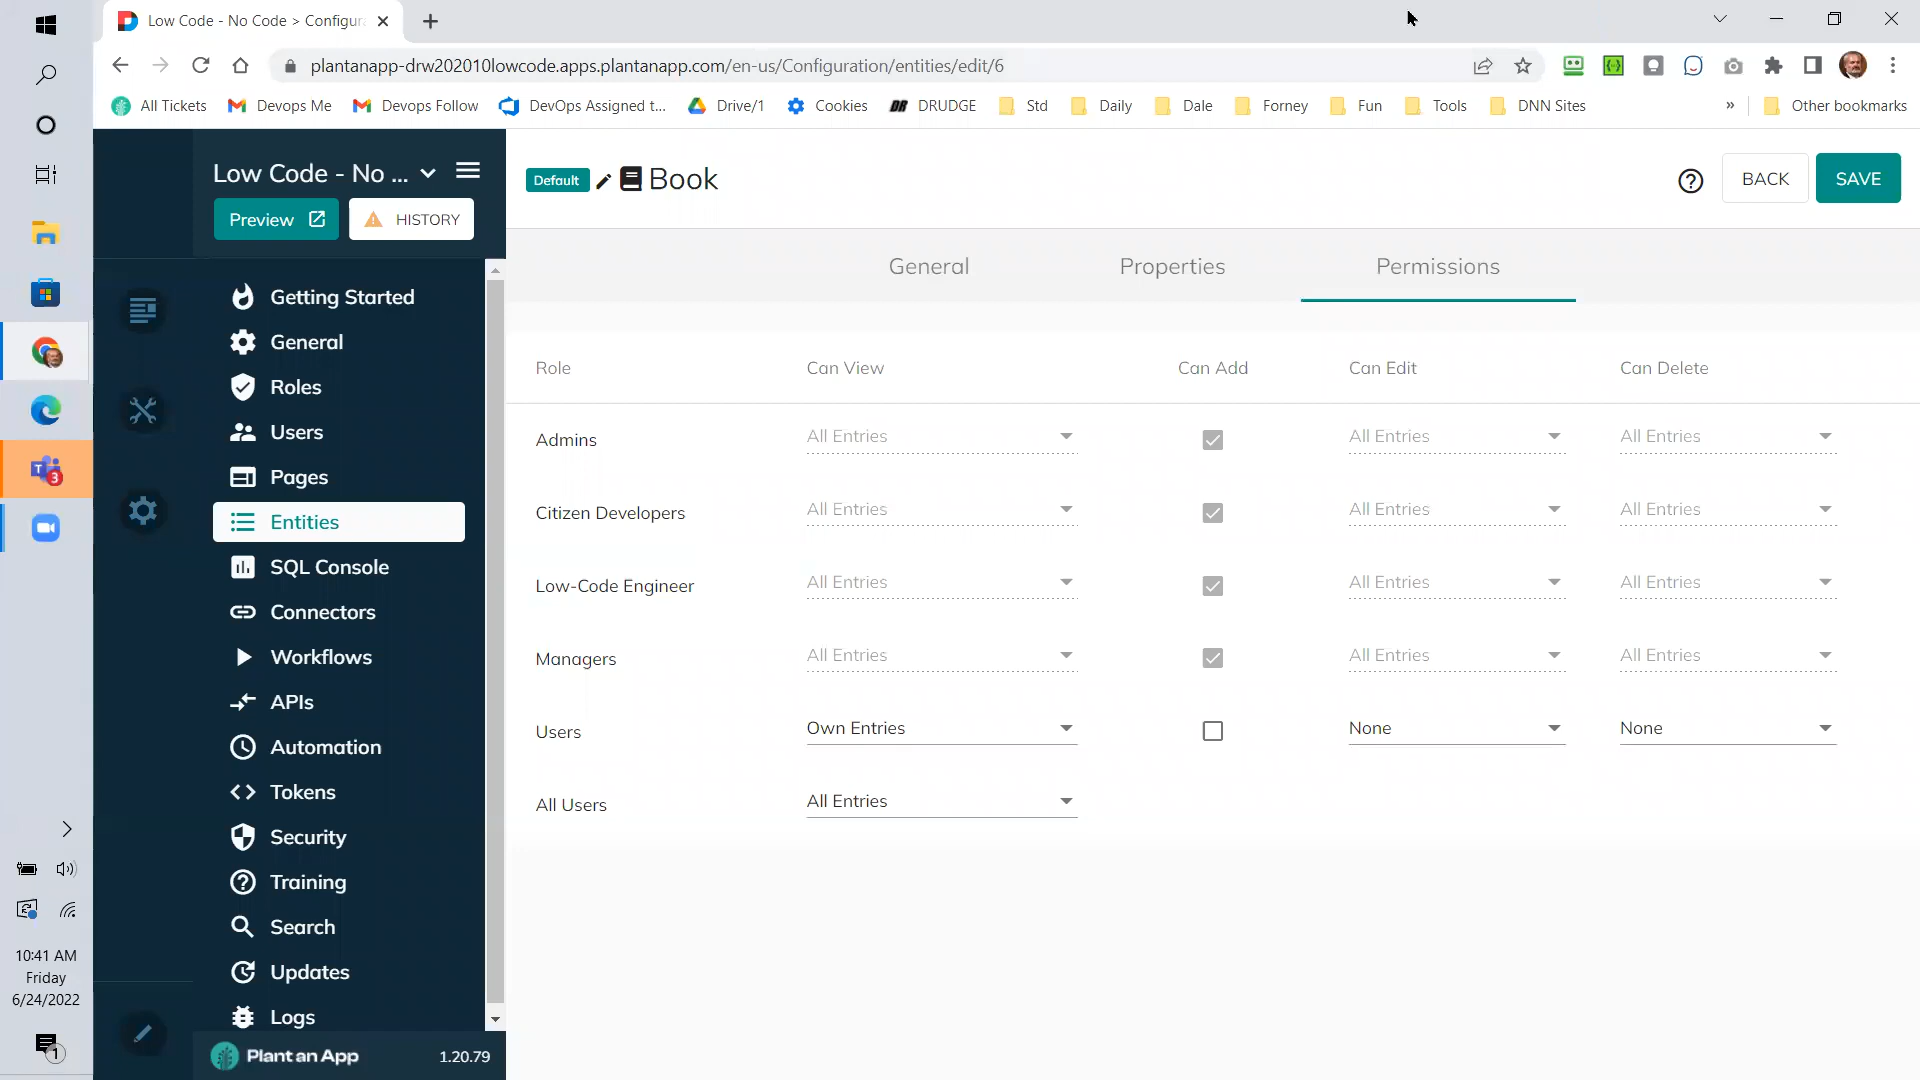 Low Code - No Code > Configura
plantanapp-drw202010lowcode.apps.plantanapp.com/en-us/Configuration/entities/edit/6
All Tickets
Devops Me
Devops Follow
DevOps Assigned t...
Drive/1
Cookies
DR DRUDGE
Std
Daily
Dale
Forney
Fun
Tools
DNN Sites
»
Other bookmarks
Low Code - No ...
Preview
HISTORY
Default
Book
BACK
SAVE
General
Properties
Permissions
Getting Started
General
Roles
Users
Pages
Entities
SQL Console
Connectors
Workflows
APIs
Automation
Tokens
Security
Training
Search
Updates
Logs
Plant an App
1.20.79
Role Can View Can Add Can Edit Can Delete
Admins All Entries All Entries All Entries
Citizen Developers All Entries All Entries All Entries
Low-Code Engineer All Entries All Entries All Entries
Managers All Entries All Entries All Entries
Users Own Entries None None
All Users All Entries
T 3
10:41 AM
Friday
6/24/2022
1